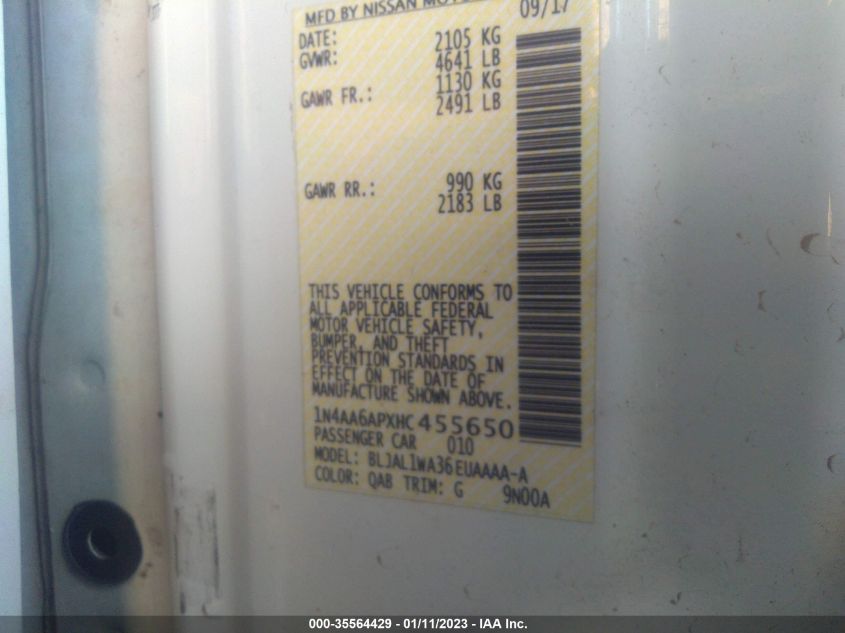 MFD BY NISSAN MOTOR
09/17
DATE: 2105 KG
GVWR: 4641 LB
1130 KG
GAWR FR.: 2491 LB
990 KG
GAWR RR.: 2183 LB
THIS VEHICLE CONFORMS TO
ALL APPLICABLE FEDERAL
MOTOR VEHICLE SAFETY,
BUMPER, AND THEFT
PREVENTION STANDARDS IN
EFFECT ON THE DATE OF
MANUFACTURE SHOWN ABOVE.
1N4AA6APXHC455650
PASSENGER CAR 010
MODEL: BLJALIWA36EUAAAA-A
COLOR: QAB TRIM: G 9N00A
000-35564429 - 01/11/2023 - IAA Inc.